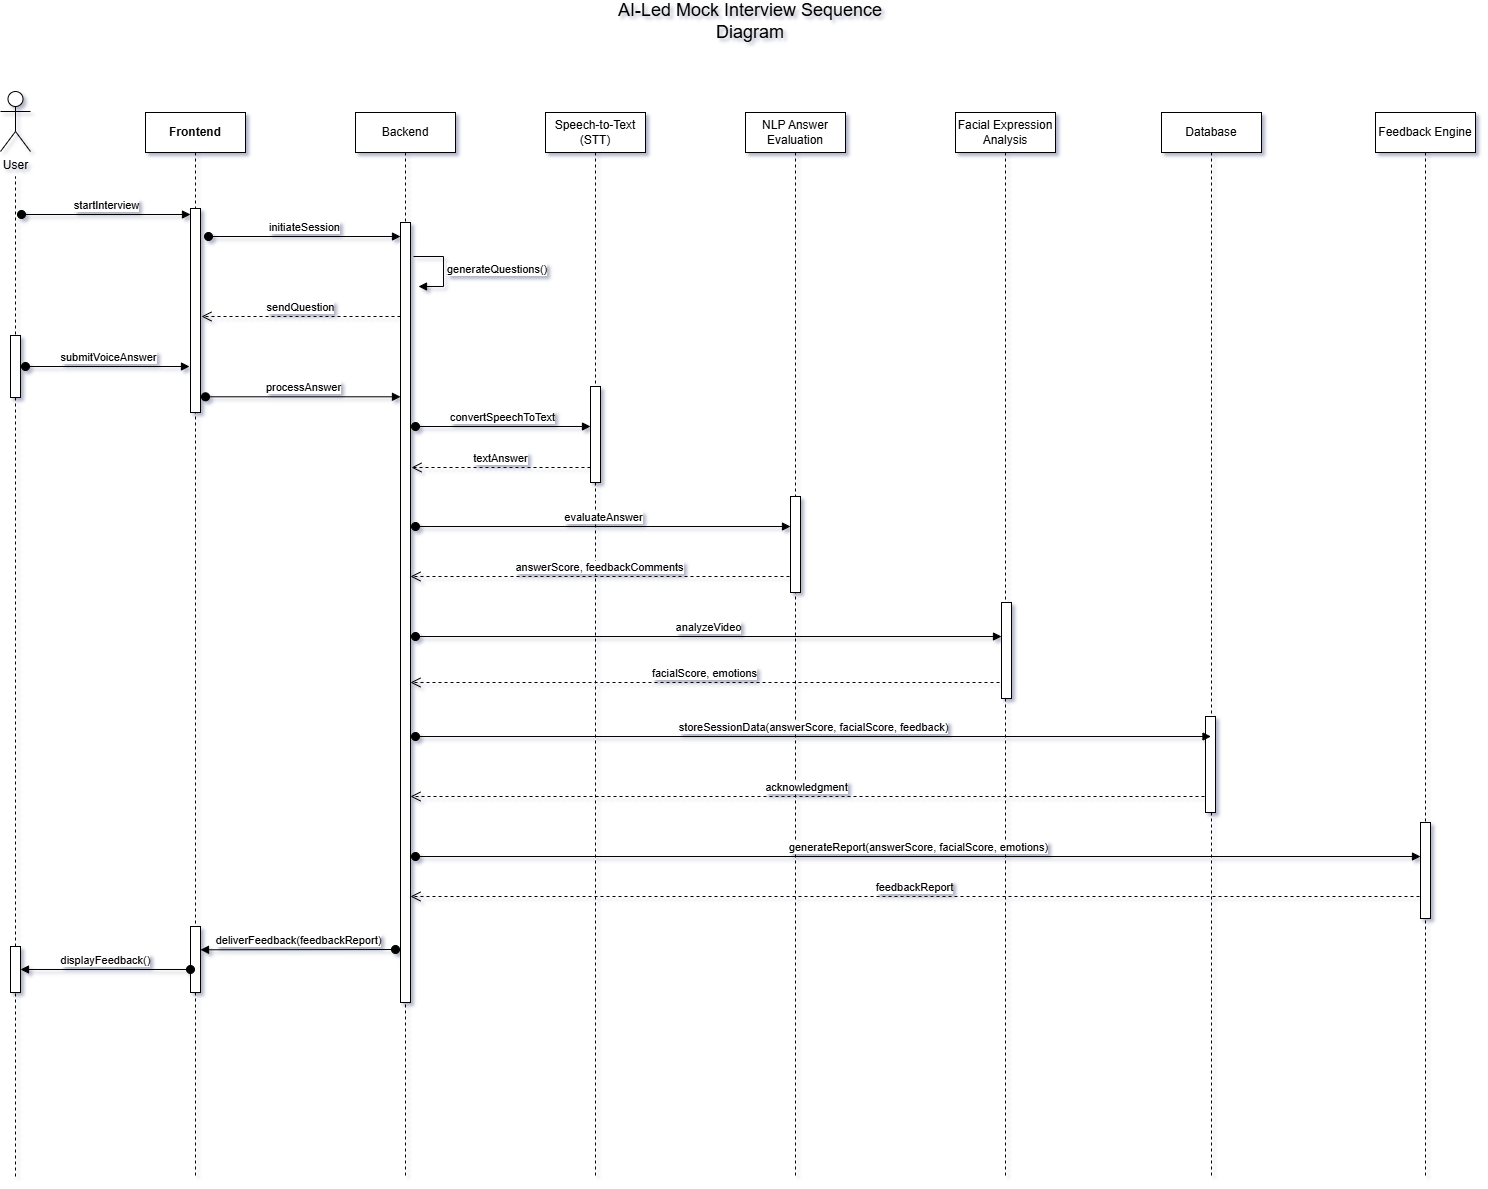 AI-Led Mock Interview Sequence
Diagram
User
Frontend
Backend
Speech-to-Text
(STT)
NLP Answer
Evaluation
Facial Expression
Analysis
Database
Feedback Engine
startInterview
initiateSession
generateQuestions()
sendQuestion
submitVoiceAnswer
processAnswer
convertSpeechToText
textAnswer
evaluateAnswer
answerScore, feedbackComments
analyzeVideo
facialScore, emotions
storeSessionData(answerScore, facialScore, feedback)
acknowledgment
generateReport(answerScore, facialScore, emotions)
feedbackReport
deliverFeedback(feedbackReport)
displayFeedback()